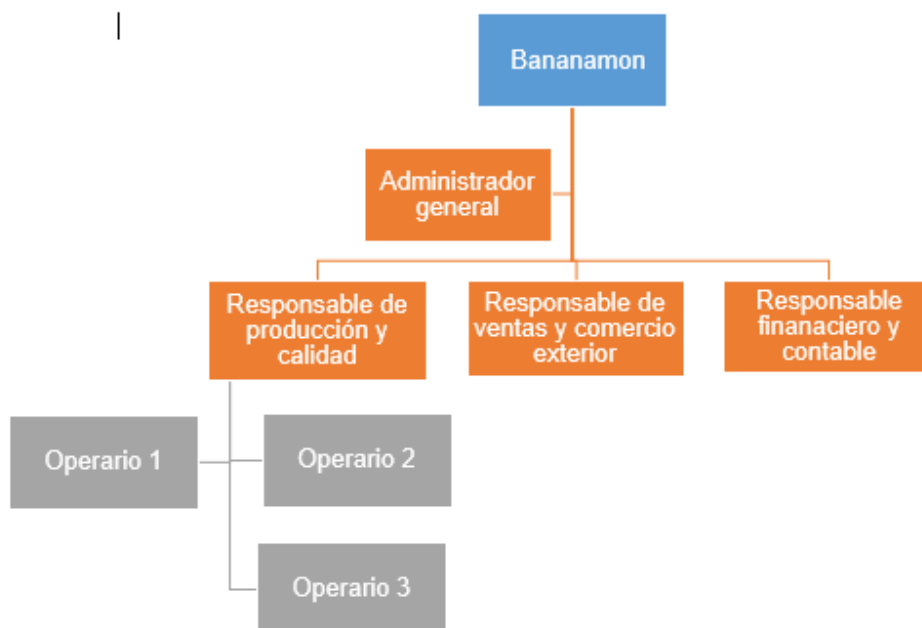 Bananamon
Administrador
general
Responsable de
producción y
calidad
Responsable de
ventas y comercio
exterior
Responsable
finanaciero y
contable
Operario 1
Operario 2
Operario 3